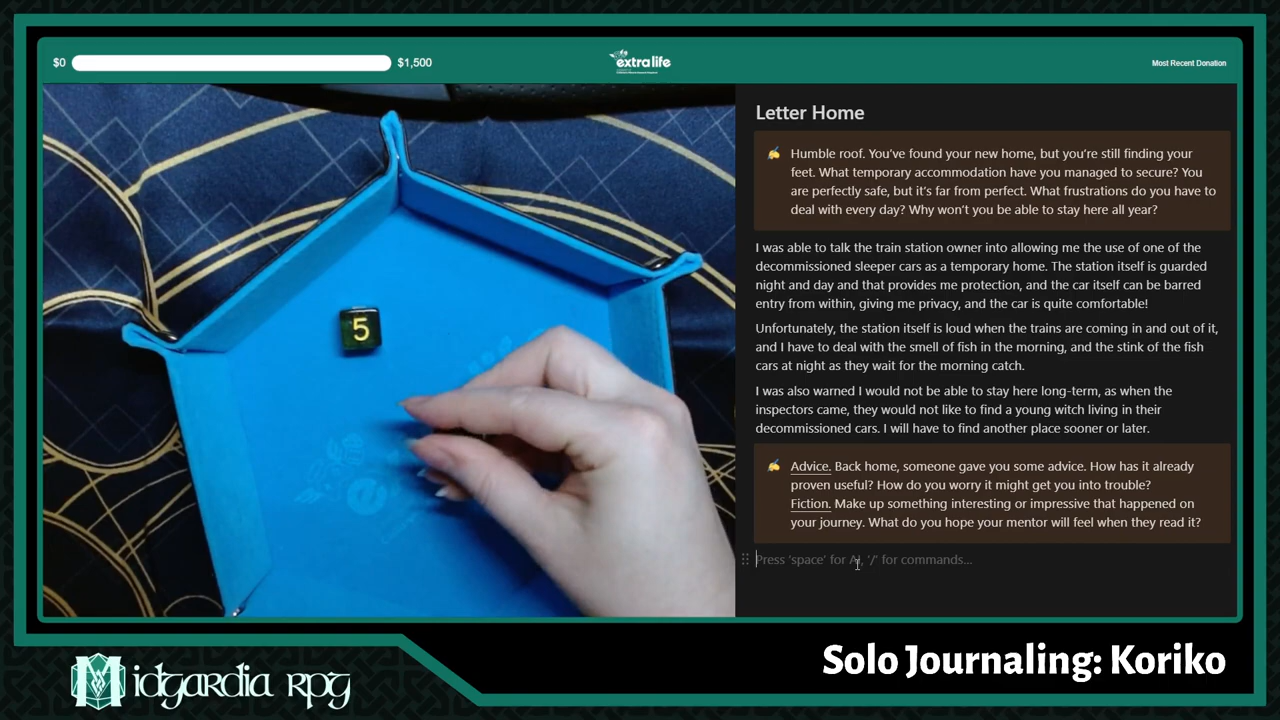 $0
$1,500
extralife
Most Recent Donation
Letter Home
Humble roof. You've found your new home, but you're still finding your
feet. What temporary accommodation have you managed to secure? You
are perfectly safe, but it's far from perfect. What frustrations do you have to
deal with every day? Why won't you be able to stay here all year?
I was able to talk the train station owner into allowing me the use of one of the
decommissioned sleeper cars as a temporary home. The station itself is guarded
night and day and that provides me protection, and the car itself can be barred
entry from within, giving me privacy, and the car is quite comfortable!
Unfortunately, the station itself is loud when the trains are coming in and out of it,
and I have to deal with the smell of fish in the morning, and the stink of the fish
cars at night as they wait for the morning catch.
I was also warned I would not be able to stay here long-term, as when the
inspectors came, they would not like to find a young witch living in their
decommissioned cars. I will have to find another place sooner or later.
Advice. Back home, someone gave you some advice. How has it already
proven useful? How do you worry it might get you into trouble?
Fiction. Make up something interesting or impressive that happened on
your journey. What do you hope your mentor will feel when they read it?
Press 'space' for AI, '/' for commands...
5
Solo Journaling: Koriko
Midgardia RPG